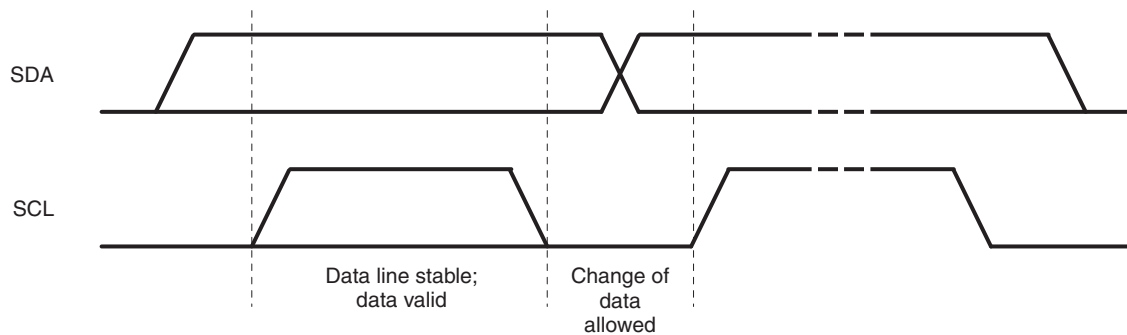 SDA
SCL
Data line stable;
data valid
Change of
data
allowed